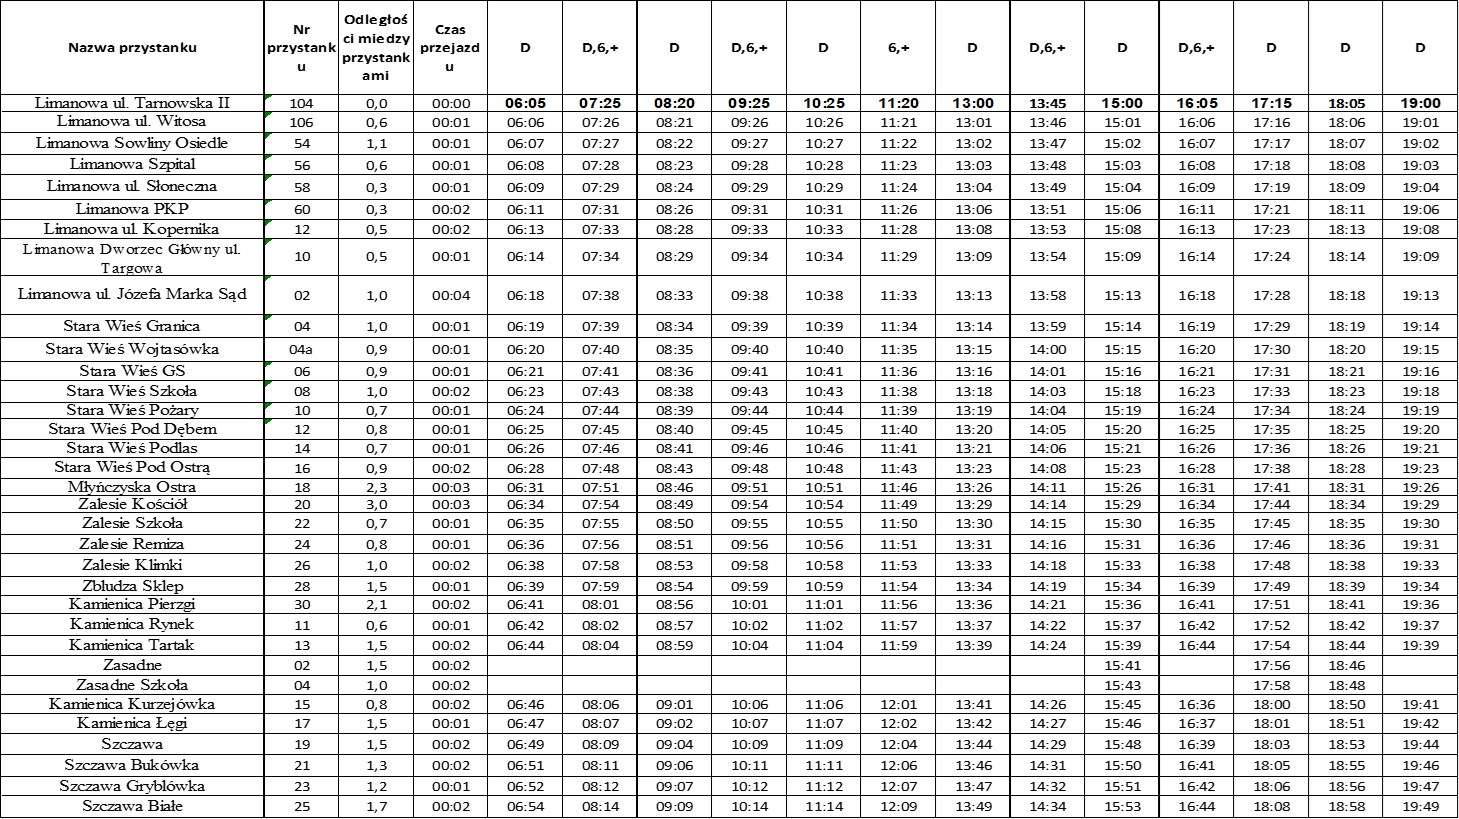 Nazwa przystanku Nr przystanku Odległości miedzy przystankami Czas przejazdu D D,6,+ D D,6,+ D 6,+ D D,6,+ D D,6,+ D D D
Limanowa ul. Tarnowska II 104 0,0 00:00 06:05 07:25 08:20 09:25 10:25 11:20 13:00 13:45 15:00 16:05 17:15 18:05 19:00
Limanowa ul. Witosa 106 0,6 00:01 06:06 07:26 08:21 09:26 10:26 11:21 13:01 13:46 15:01 16:06 17:16 18:06 19:01
Limanowa Sowliny Osiedle 54 1,1 00:01 06:07 07:27 08:22 09:27 10:27 11:22 13:02 13:47 15:02 16:07 17:17 18:07 19:02
Limanowa Szpital 56 0,6 00:01 06:08 07:28 08:23 09:28 10:28 11:23 13:03 13:48 15:03 16:08 17:18 18:08 19:03
Limanowa ul. Słoneczna 58 0,3 00:01 06:09 07:29 08:24 09:29 10:29 11:24 13:04 13:49 15:04 16:09 17:19 18:09 19:04
Limanowa PKP 60 0,3 00:02 06:11 07:31 08:26 09:31 10:31 11:26 13:06 13:51 15:06 16:11 17:21 18:11 19:06
Limanowa ul. Kopernika 12 0,5 00:02 06:13 07:33 08:28 09:33 10:33 11:28 13:08 13:53 15:08 16:13 17:23 18:13 19:08
Limanowa Dworzec Główny ul. Targowa 10 0,5 00:01 06:14 07:34 08:29 09:34 10:34 11:29 13:09 13:54 15:09 16:14 17:24 18:14 19:09
Limanowa ul. Józefa Marka Sąd 02 1,0 00:04 06:18 07:38 08:33 09:38 10:38 11:33 13:13 13:58 15:13 16:18 17:28 18:18 19:13
Stara Wieś Granica 04 1,0 00:01 06:19 07:39 08:34 09:39 10:39 11:34 13:14 13:59 15:14 16:19 17:29 18:19 19:14
Stara Wieś Wojtasówka 04a 0,9 00:01 06:20 07:40 08:35 09:40 10:40 11:35 13:15 14:00 15:15 16:20 17:30 18:20 19:15
Stara Wieś GS 06 0,9 00:01 06:21 07:41 08:36 09:41 10:41 11:36 13:16 14:01 15:16 16:21 17:31 18:21 19:16
Stara Wieś Szkoła 08 1,0 00:02 06:23 07:43 08:38 09:43 10:43 11:38 13:18 14:03 15:18 16:23 17:33 18:23 19:18
Stara Wieś Pożary 10 0,7 00:01 06:24 07:44 08:39 09:44 10:44 11:39 13:19 14:04 15:19 16:24 17:34 18:24 19:19
Stara Wieś Pod Dębem 12 0,8 00:01 06:25 07:45 08:40 09:45 10:45 11:40 13:20 14:05 15:20 16:25 17:35 18:25 19:20
Stara Wieś Podlas 14 0,7 00:01 06:26 07:46 08:41 09:46 10:46 11:41 13:21 14:06 15:21 16:26 17:36 18:26 19:21
Stara Wieś Pod Ostrą 16 0,9 00:02 06:28 07:48 08:43 09:48 10:48 11:43 13:23 14:08 15:23 16:28 17:38 18:28 19:23
Młyńczyska Ostra 18 2,3 00:03 06:31 07:51 08:46 09:51 10:51 11:46 13:26 14:11 15:26 16:31 17:41 18:31 19:26
Zalesie Kościół 20 3,0 00:03 06:34 07:54 08:49 09:54 10:54 11:49 13:29 14:14 15:29 16:34 17:44 18:34 19:29
Zalesie Szkoła 22 0,7 00:01 06:35 07:55 08:50 09:55 10:55 11:50 13:30 14:15 15:30 16:35 17:45 18:35 19:30
Zalesie Remiza 24 0,8 00:01 06:36 07:56 08:51 09:56 10:56 11:51 13:31 14:16 15:31 16:36 17:46 18:36 19:31
Zalesie Klimki 26 1,0 00:02 06:38 07:58 08:53 09:58 10:58 11:53 13:33 14:18 15:33 16:38 17:48 18:38 19:33
Zbludza Sklep 28 1,5 00:01 06:39 07:59 08:54 09:59 10:59 11:54 13:34 14:19 15:34 16:39 17:49 18:39 19:34
Kamienica Pierzgi 30 2,1 00:02 06:41 08:01 08:56 10:01 11:01 11:56 13:36 14:21 15:36 16:41 17:51 18:41 19:36
Kamienica Rynek 11 0,6 00:01 06:42 08:02 08:57 10:02 11:02 11:57 13:37 14:22 15:37 16:42 17:52 18:42 19:37
Kamienica Tartak 13 1,5 00:02 06:44 08:04 08:59 10:04 11:04 11:59 13:39 14:24 15:39 16:44 17:54 18:44 19:39
Zasadne 02 1,5 00:02 15:41 17:56 18:46
Zasadne Szkoła 04 1,0 00:02 15:43 17:58 18:48
Kamienica Kurzejówka 15 0,8 00:02 06:46 08:06 09:01 10:06 11:06 12:01 13:41 14:26 15:45 16:36 18:00 18:50 19:41
Kamienica Łęgi 17 1,5 00:01 06:47 08:07 09:02 10:07 11:07 12:02 13:42 14:27 15:46 16:37 18:01 18:51 19:42
Szczawa 19 1,5 00:02 06:49 08:09 09:04 10:09 11:09 12:04 13:44 14:29 15:48 16:39 18:03 18:53 19:44
Szczawa Bukówka 21 1,3 00:02 06:51 08:11 09:06 10:11 11:11 12:06 13:46 14:31 15:50 16:41 18:05 18:55 19:46
Szczawa Gryblówka 23 1,2 00:01 06:52 08:12 09:07 10:12 11:12 12:07 13:47 14:32 15:51 16:42 18:06 18:56 19:47
Szczawa Białe 25 1,7 00:02 06:54 08:14 09:09 10:14 11:14 12:09 13:49 14:34 15:53 16:44 18:08 18:58 19:49